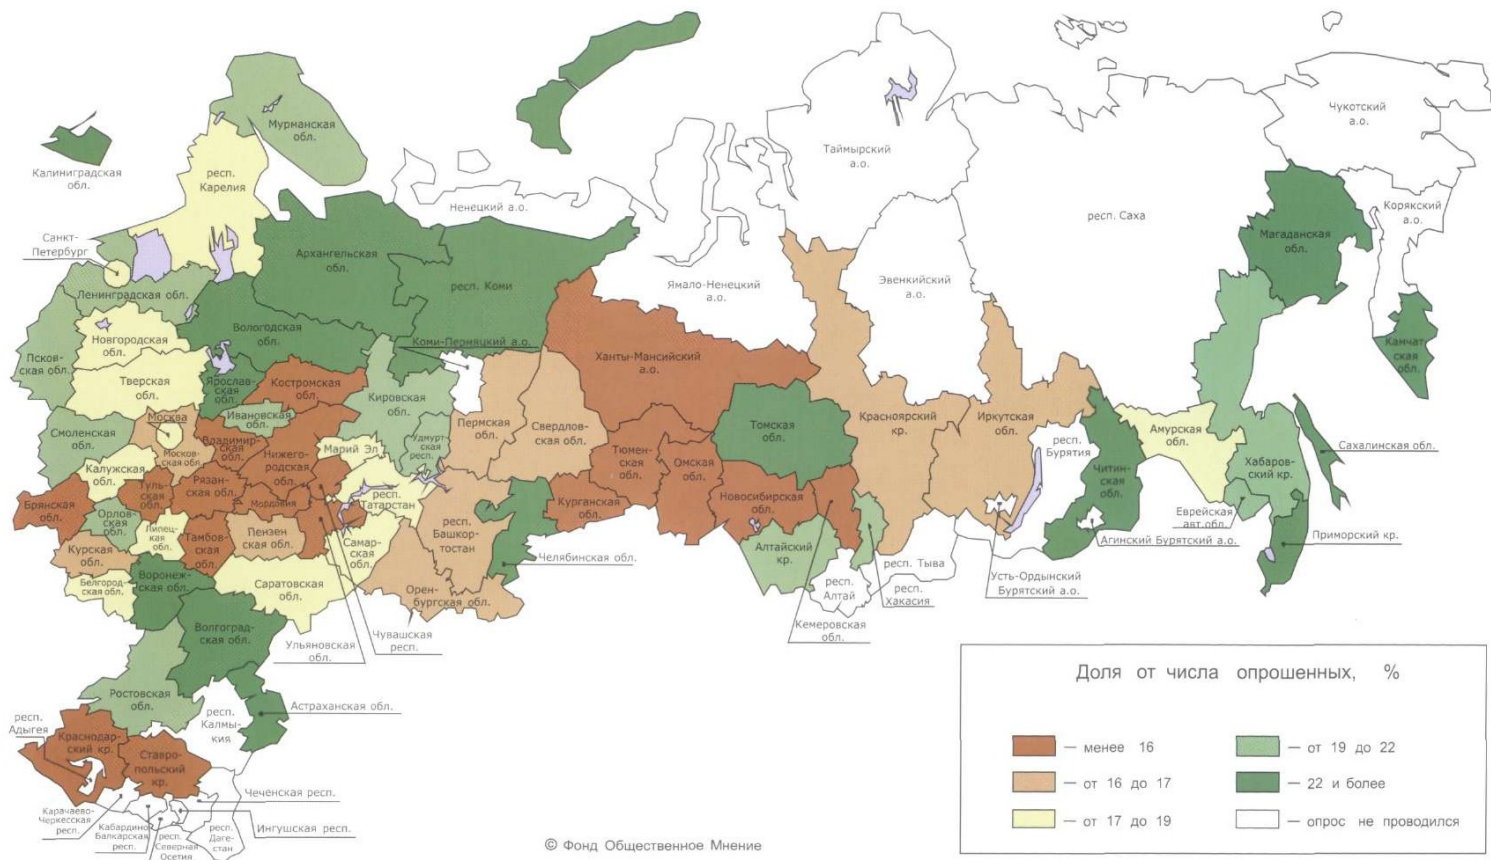 Мурманская
обл.
Калиниградская
обл.
респ.
Карелия
Санкт-
Петербург
Ненецкий а.о.
Таймырский
а.о.
Чукотский
а.о.
респ. Саха
Корякский
а.о.
Магаданская
обл.
Архангельская
обл.
респ. Коми
Ямало-Ненецкий
а.о.
Эвенкийский
а.о.
Ленинградская обл.
Вологодская
обл.
Коми-Перняцкий а.о.
Новгородская
обл.
Псков-
ская обл.
Ханты-Мансийский
а.о.
Камчат-
ская
обл.
Тверская
обл.
Ярослав-
ская
обл.
Костромская
обл.
Ивановская
обл.
Кировская
обл.
Пермская
обл.
Свердлов-
ская обл.
Томская
обл.
Красноярский
кр.
Иркутская
обл.
респ.
Бурятия
Читин-
ская
обл.
Амурская
обл.
Сахалинская обл.
Хабаров-
ский кр.
Смоленская
обл.
Москва
Москов-
ская обл.
Владимир-
ская
обл.
Нижего-
родская
обл.
Марий Эл
Удмурт-
ская
респ.
Калужская
обл.
Туль-
ская
обл.
Рязан-
ская обл.
Мордовия
респ.
Татарстан
Тюмен-
ская
обл.
Омская
обл.
Новосибирская
обл.
Курганская
обл.
Брянская
обл.
Орлов-
ская
обл.
Липец-
кая
обл.
Тамбов-
ская
обл.
Пензен
ская обл.
Самар-
ская
обл.
респ.
Башкор-
тостан
Челябинская обл.
Алтайский
кр.
Еврейская
авт.обл.
Приморский кр.
Агинский Бурятский а.о.
Курская
обл.
Белгород-
ская обл.
Воронеж-
ская обл.
Саратовская
обл.
Орен-
бургская обл.
респ.
Алтай
респ. Тыва
респ.
Хакасия
Усть-Ордынский
Бурятский а.о.
Кемеровская
обл.
Волгоград-
ская обл.
Ульяновская
обл.
Чувашская
респ.
Ростовская
обл.
респ.
Калмы-
кия
Астраханская обл.
респ.
Адыгея
Краснодар-
ский кр.
Ставро-
польский
кр.
Чеченская респ.
Карачаево-
Черкесская
респ.
Кабардино
Балкарская
респ.
респ.
Северная
Осетия
респ.
Даге-
стан
Ингушская респ.
© Фонд Общественное Мнение
Доля от числа опрошенных, %
— менее 16
— от 16 до 17
— от 17 до 19
— от 19 до 22
— 22 и более
— опрос не проводился